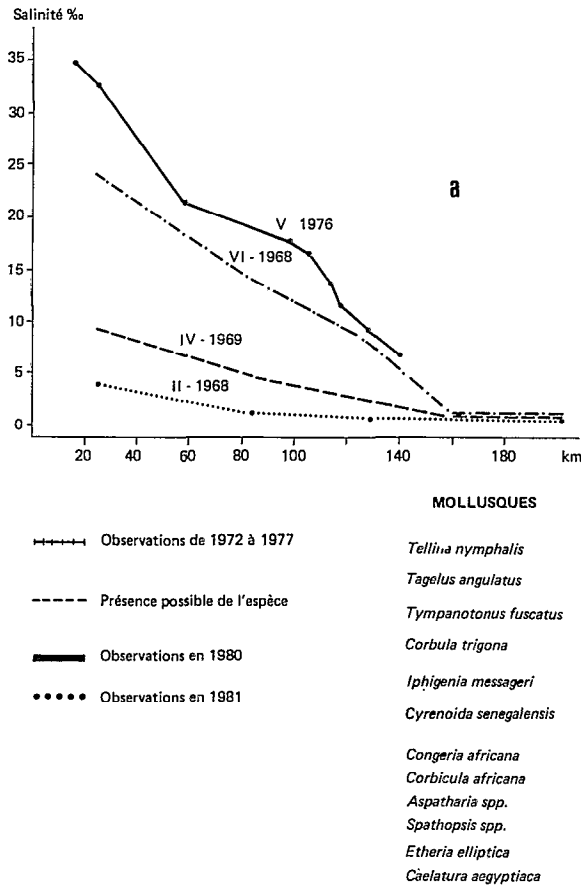 Salinité ‰
35
30
25
20
15
10
5
0
a
V 1976
VI - 1968
IV - 1969
II - 1968
20 40 60 80 100 140 180 km
MOLLUSQUES
Observations de 1972 à 1977
Présence possible de l'espèce
Observations en 1980
Observations en 1981
Tellina nymphalis
Tagelus angulatus
Tympanotonus fuscatus
Corbula trigona
Iphigenia messageri
Cyrenoida senegalensis
Congeria africana
Corbicula africana
Aspatharia spp.
Spathopsis spp.
Etheria elliptica
Caelatura aegyptiaca